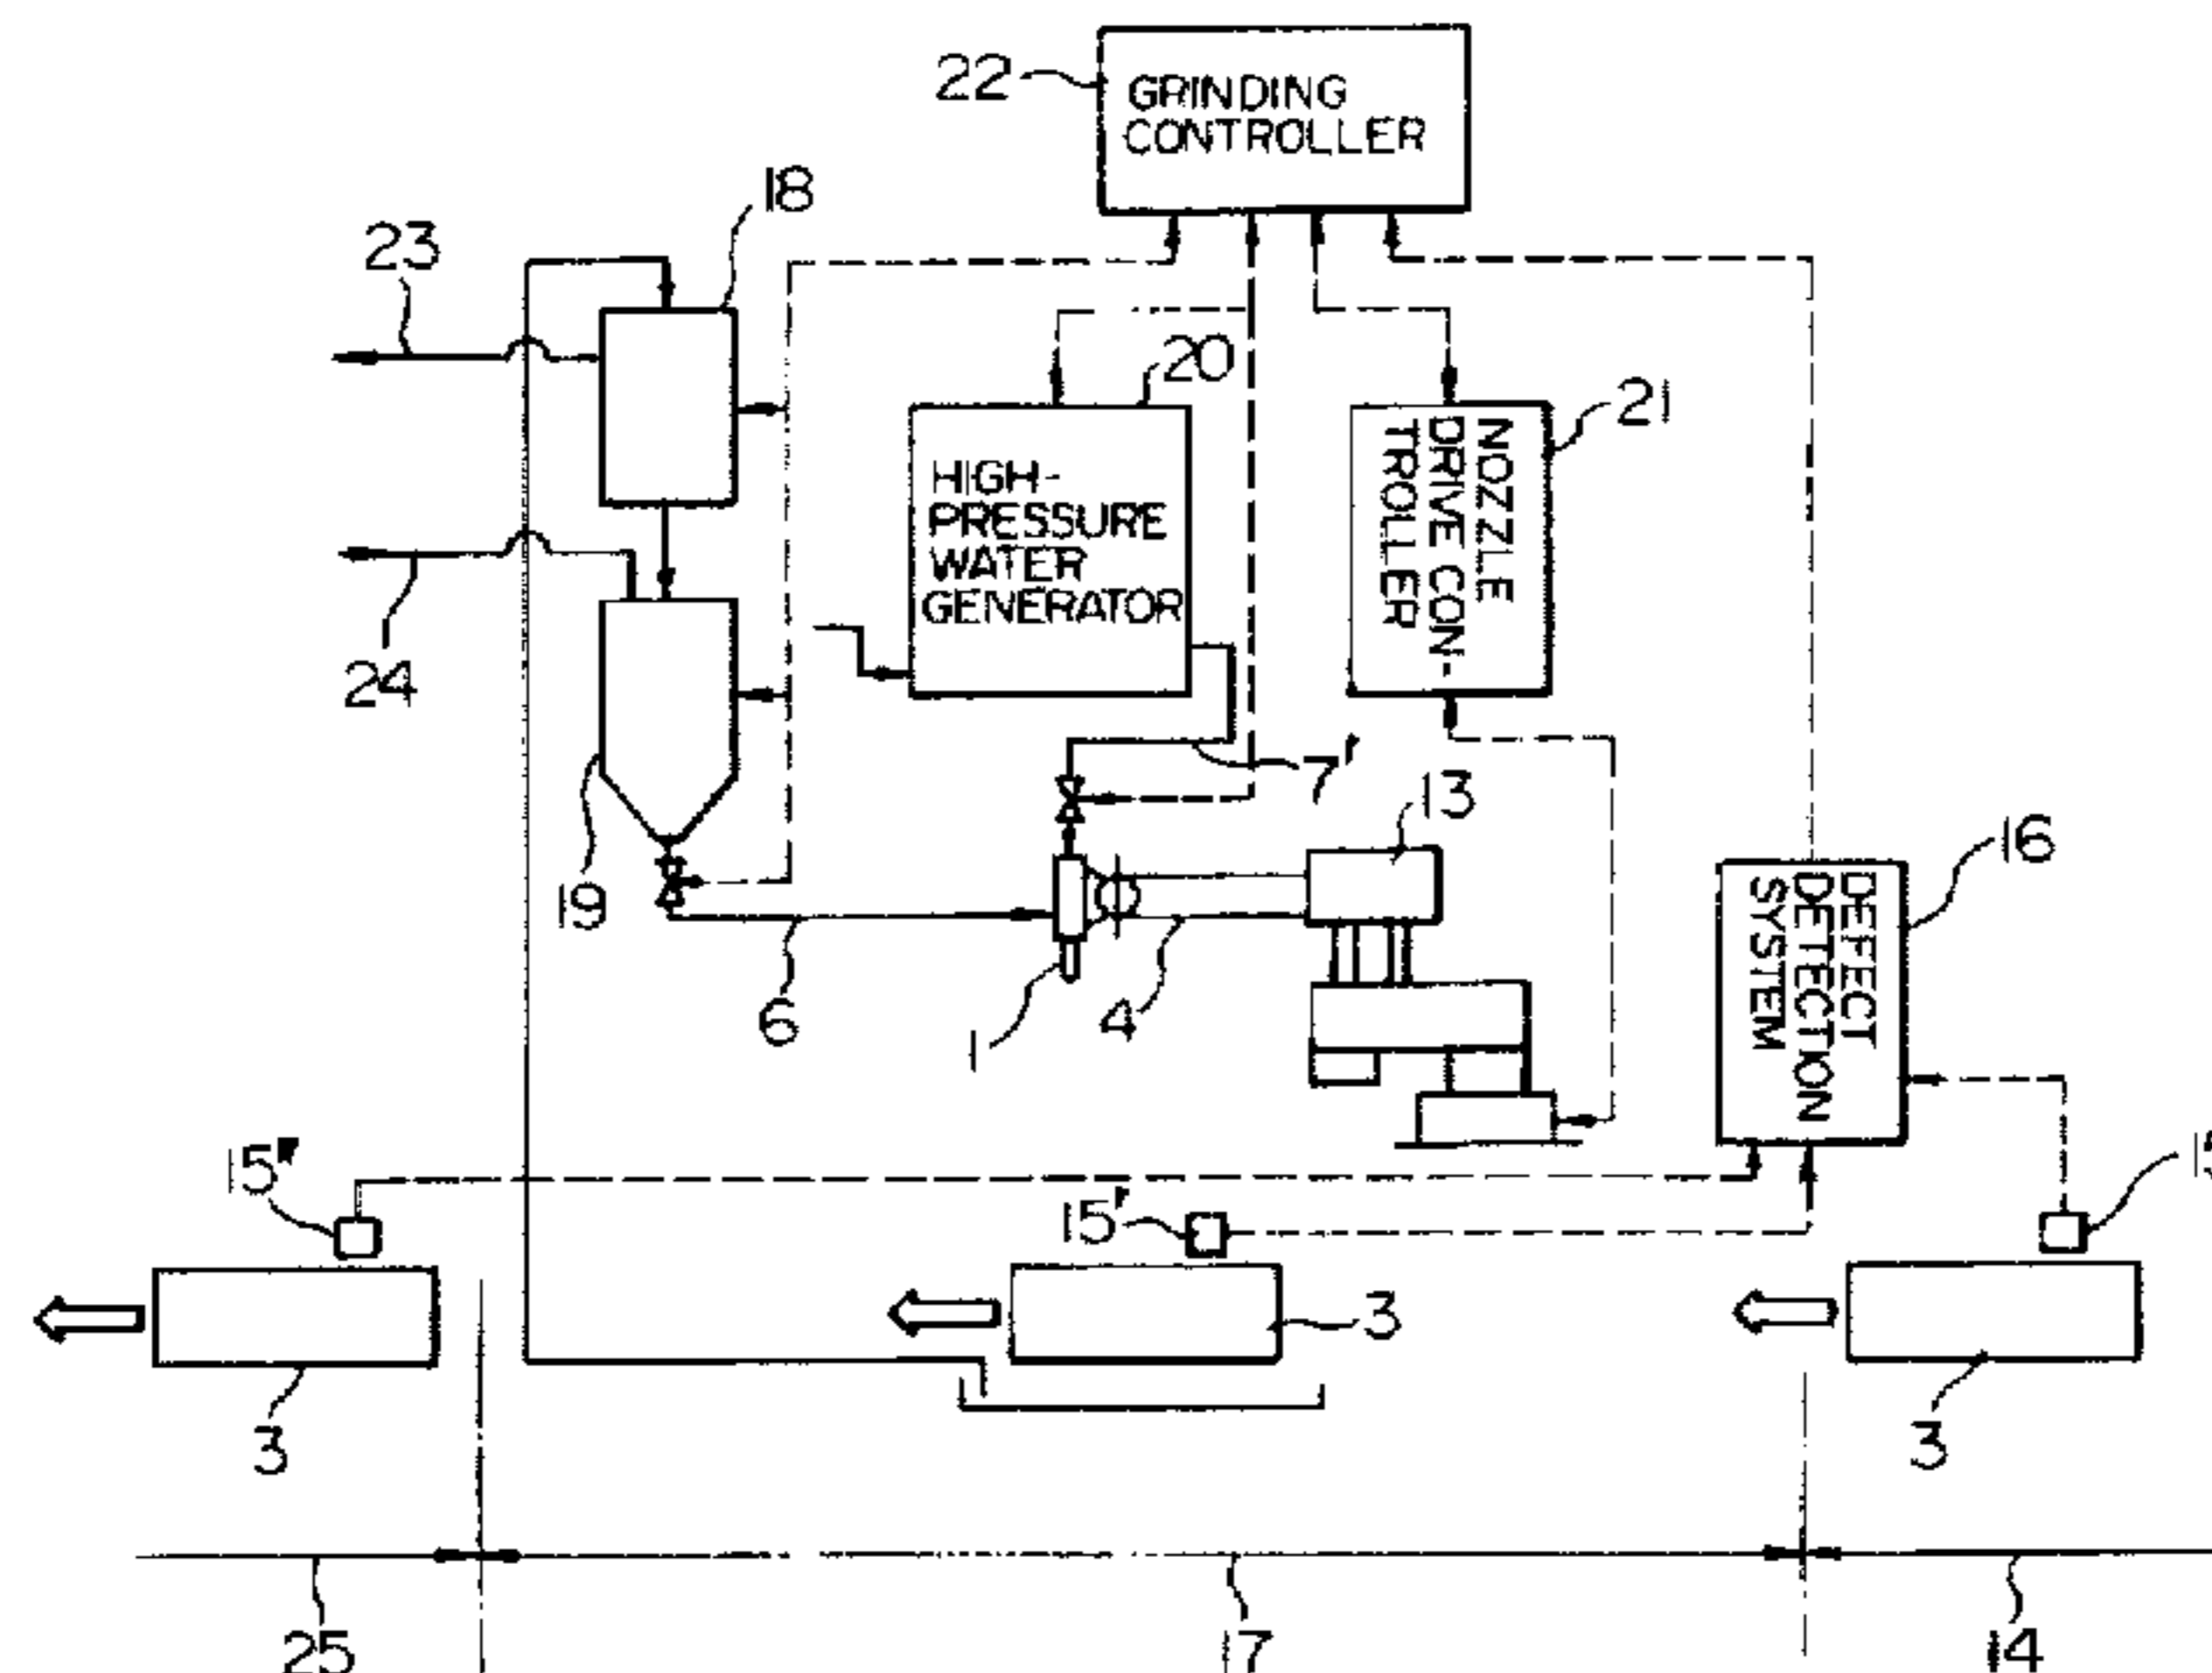 22
GRINDING
CONTROLLER
18
23
20
21
HIGH-
PRESSURE
WATER
GENERATOR
NOZZLE
DRIVE CON-
TROLLER
24
7'
13
16
19
DEFECT
DETECTION
SYSTEM
6
1
4
15"
15'
15
3
3
3
25
17
14